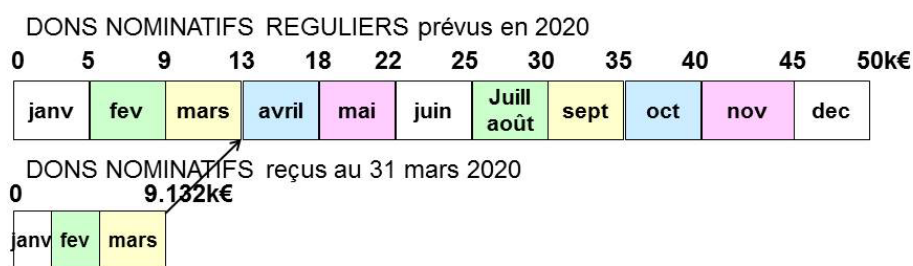 DONS NOMINATIFS REGULIERS prévus en 2020
0 5 9 13 18 22 25 30 35 40 45 50k€
janv fev mars avril mai juin Juill août sept oct nov dec
DONS NOMINATIFS reçus au 31 mars 2020
0 9.132k€
janv fev mars